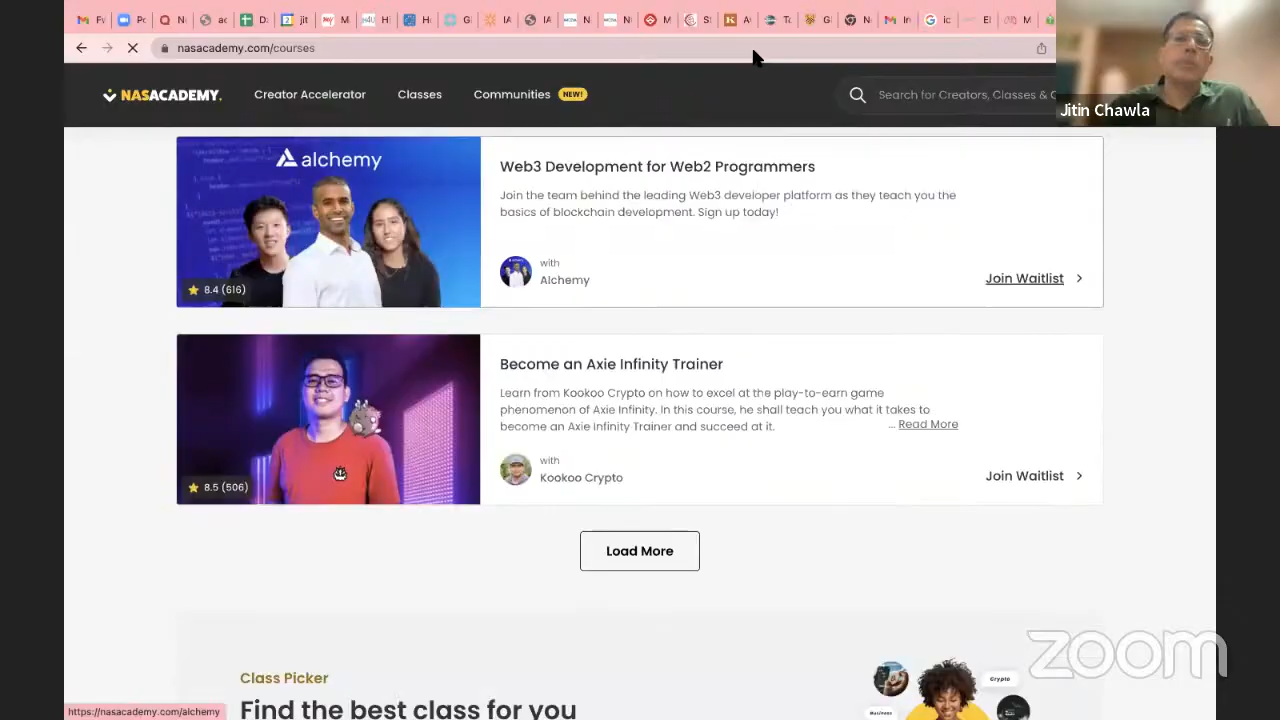 nasacademy.com/courses
NASACADEMY.
Creator Accelerator
Classes
Communities
NEW!
Search for Creators, Classes & C
Jitin Chawla
alchemy
8.4 (616)
Web3 Development for Web2 Programmers
Join the team behind the leading Web3 developer platform as they teach you the
basics of blockchain development. Sign up today!
with
Alchemy
Join Waitlist
8.5 (506)
Become an Axie Infinity Trainer
Learn from Kookoo Crypto on how to excel at the play-to-earn game
phenomenon of Axie Infinity. In this course, he shall teach you what it takes to
become an Axie Infinity Trainer and succeed at it.
... Read More
with
Kookoo Crypto
Join Waitlist
Load More
Class Picker
Find the best class for you
Crypto
Business
zoom
https://nasacademy.com/alchemy